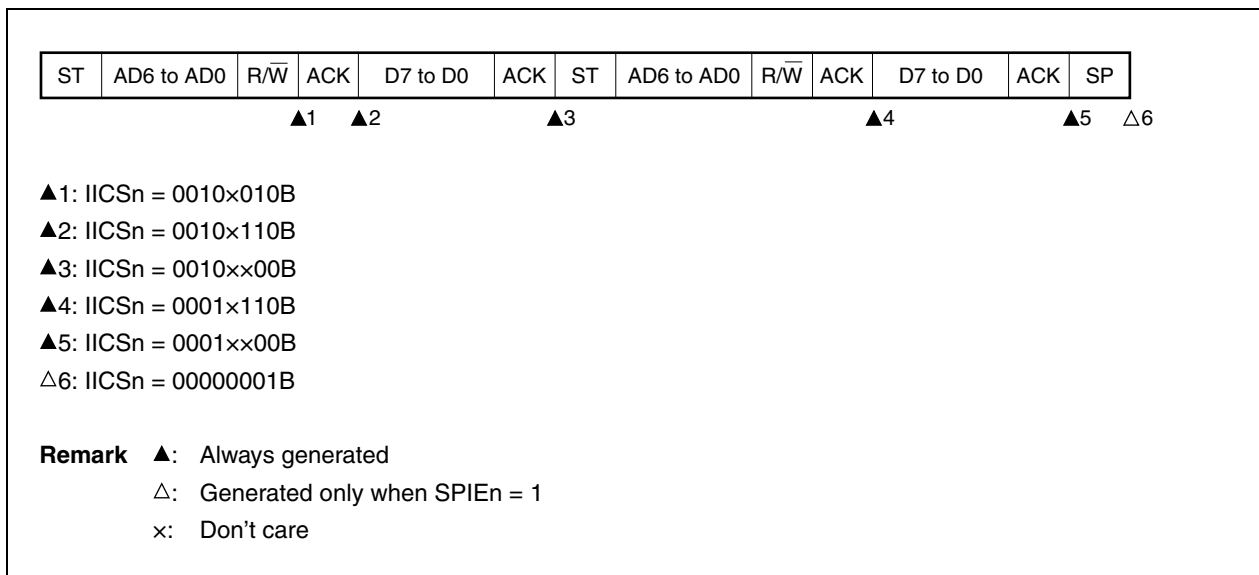 ST AD6 to AD0 R/W̅ ACK D7 to D0 ACK ST AD6 to AD0 R/W̅ ACK D7 to D0 ACK SP
▲1 ▲2 ▲3 ▲4 ▲5 △6
▲1: IICSn = 0010×010B
▲2: IICSn = 0010×110B
▲3: IICSn = 0010××00B
▲4: IICSn = 0001×110B
▲5: IICSn = 0001××00B
△6: IICSn = 00000001B
Remark ▲: Always generated
△: Generated only when SPIEn = 1
×: Don't care